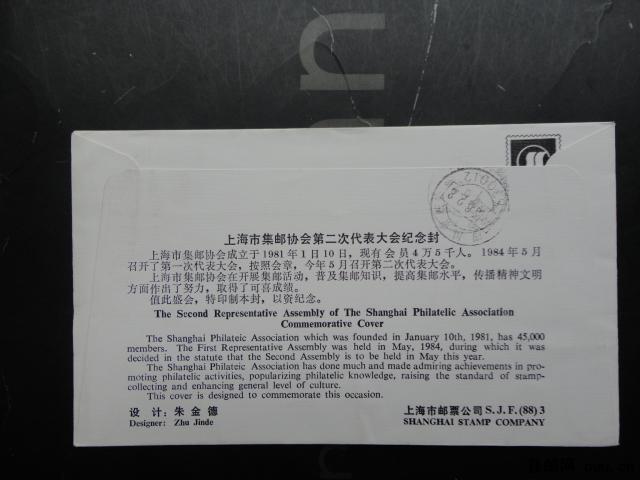 上海市集邮协会第二次代表大会纪念封
上海市集邮协会成立于1981年1月10日，现有会员4万5千人。1984年5月
召开了第一次代表大会，按照会章，今年5月召开第二次代表大会。
上海市集邮协会在开展集邮活动，普及集邮知识，提高集邮水平，传播精神文明
方面作出了努力，取得了可喜成绩。
值此盛会，特印制本封，以资纪念。
The Second Representative Assembly of The Shanghai Philatelic Association
Commemorative Cover
The Shanghai Philateic Association which was founded in January 10th, 1981, has 45,000
members. The First Representative Assembly was held in May, 1984, during which it was
decided in the statute that the Second Assembly is to be held in May this year.
The Shanghai Philateic Association has done much and made admiring achievements in pro-
moting philatelic activities, popularizing philatelic knowledge, raising the standard of stamp-
collecting and enhancing general level of culture.
This cover is designed to commemorate this occasion.
设计：朱金德
Designer: Zhu Jinde
上海市邮票公司 S.J.F.(88)3
SHANGHAI STAMP COMPANY